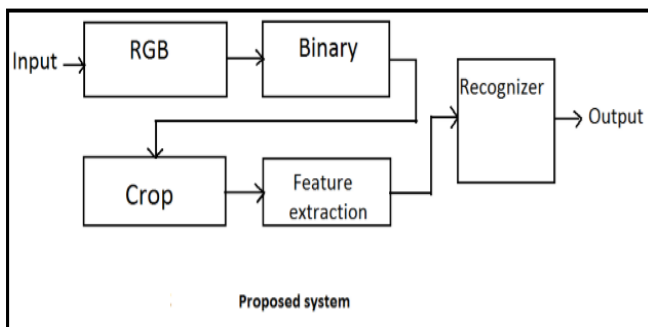 Input
RGB
Binary
Crop
Feature
extraction
Recognizer
Output
Proposed system